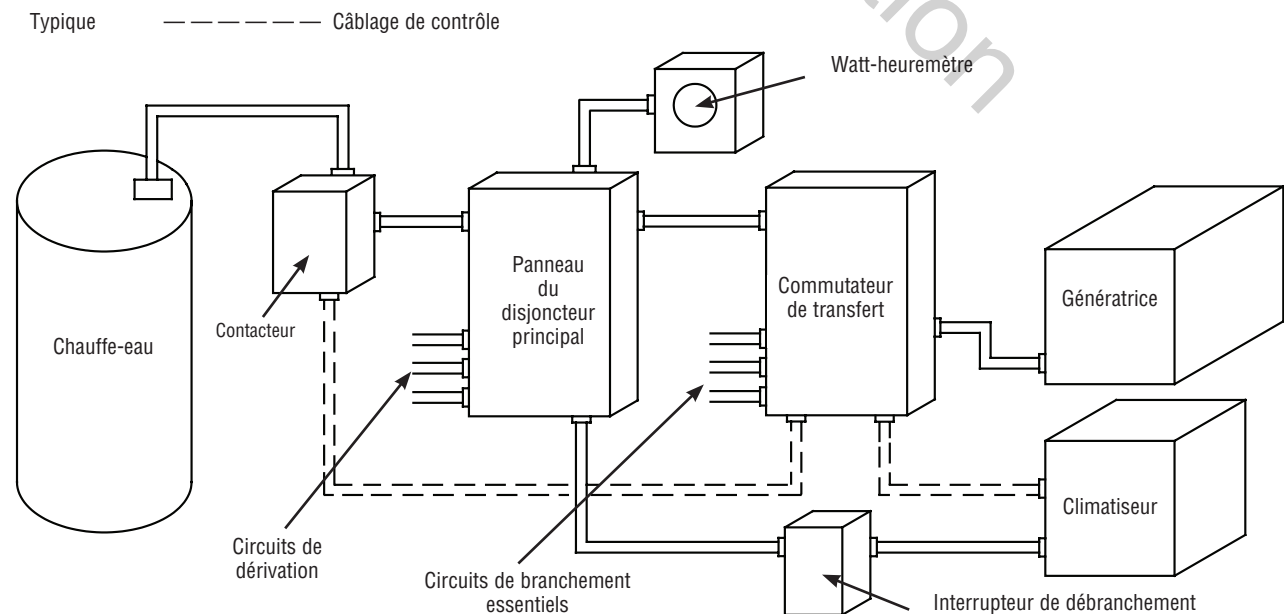 Typique
Câblage de contrôle
Watt-heuremètre
Panneau
du
disjoncteur
principal
Commutateur
de transfert
Génératrice
Contacteur
Chauffe-eau
Climatiseur
Circuits de
dérivation
Circuits de branchement
essentiels
Interrupteur de débranchement